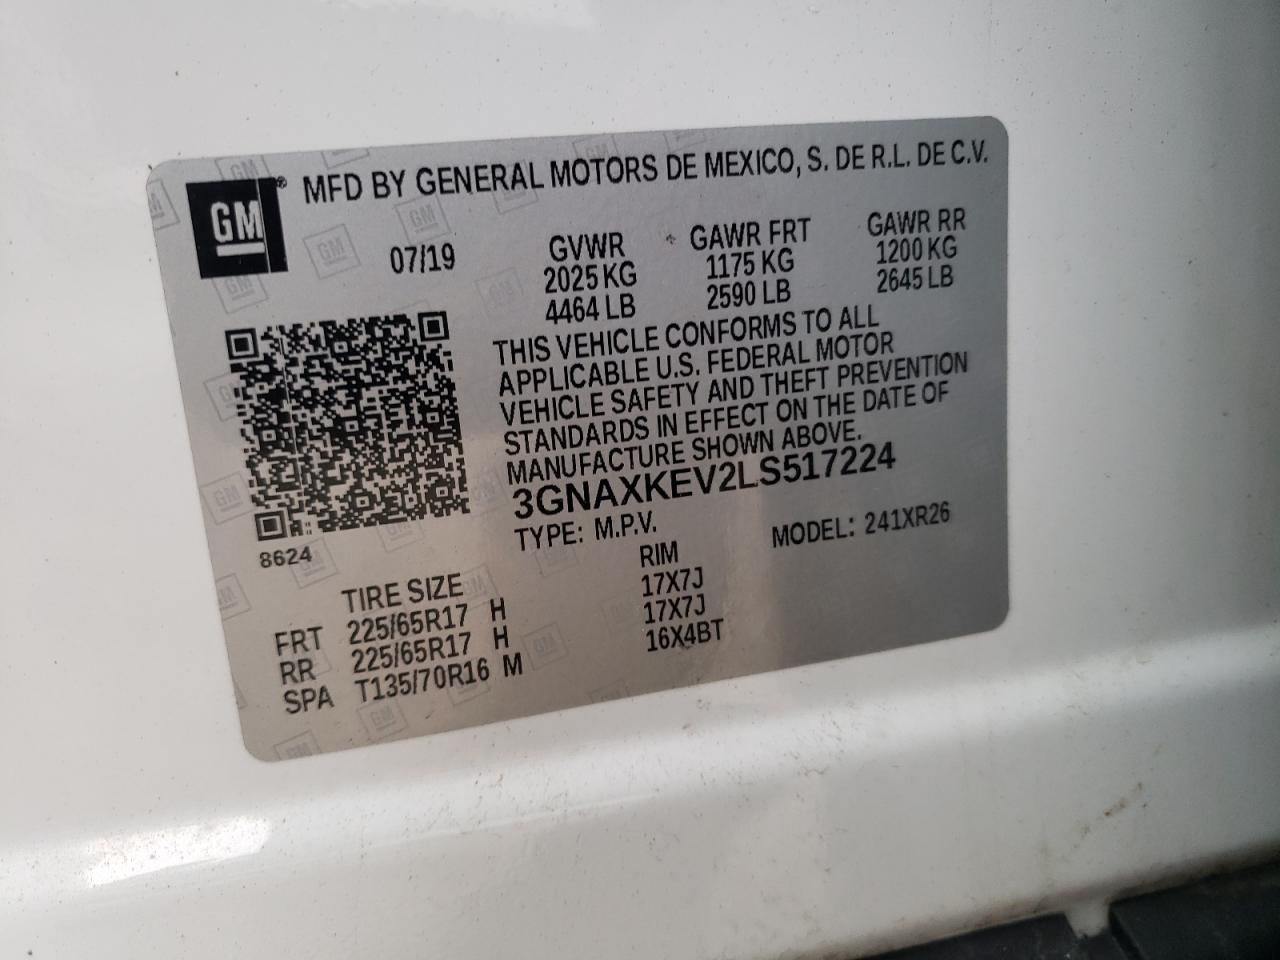 GM® MFD BY GENERAL MOTORS DE MEXICO, S. DE R.L. DE C.V.
07/19 GVWR GAWR FRT GAWR RR
2025 KG 1175 KG 1200 KG
4464 LB 2590 LB 2645 LB
THIS VEHICLE CONFORMS TO ALL
APPLICABLE U.S. FEDERAL MOTOR
VEHICLE SAFETY AND THEFT PREVENTION
STANDARDS IN EFFECT ON THE DATE OF
MANUFACTURE SHOWN ABOVE.
3GNAXKEV2LS517224
TYPE: M.P.V. MODEL: 241XR26
8624
TIRE SIZE RIM
FRT 225/65R17 H 17X7J
RR 225/65R17 H 17X7J
SPA T135/70R16 M 16X4BT